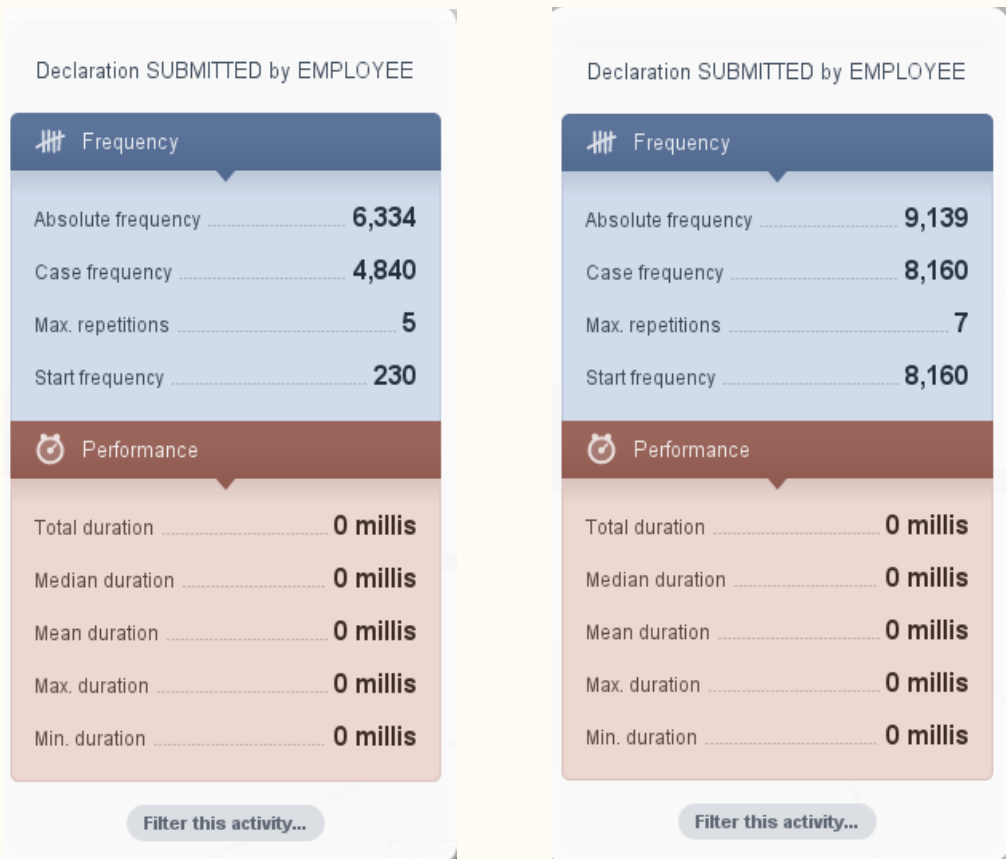 Declaration SUBMITTED by EMPLOYEE
Frequency
Absolute frequency 6,334
Case frequency 4,840
Max. repetitions 5
Start frequency 230
Performance
Total duration 0 millis
Median duration 0 millis
Mean duration 0 millis
Max. duration 0 millis
Min. duration 0 millis
Filter this activity...
Declaration SUBMITTED by EMPLOYEE
Frequency
Absolute frequency 9,139
Case frequency 8,160
Max. repetitions 7
Start frequency 8,160
Performance
Total duration 0 millis
Median duration 0 millis
Mean duration 0 millis
Max. duration 0 millis
Min. duration 0 millis
Filter this activity...